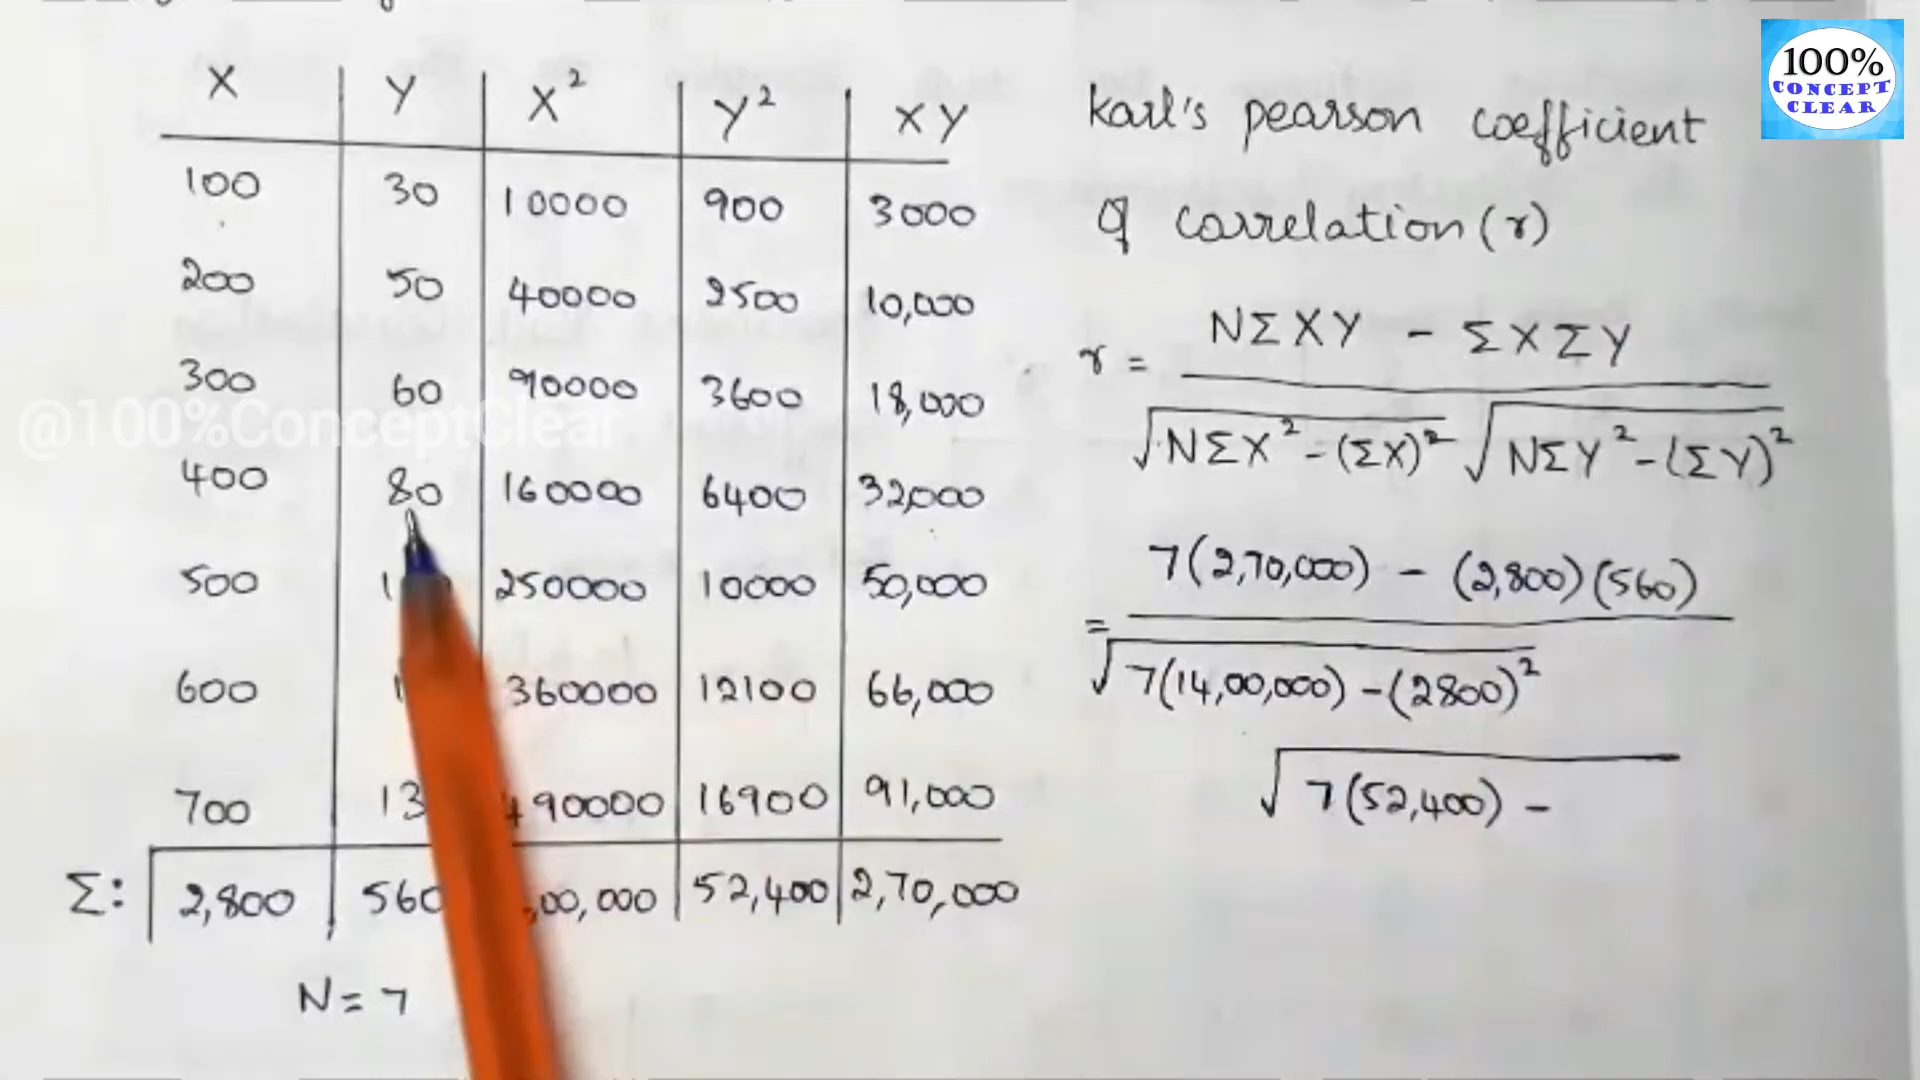 100%
CONCEPT
CLEAR
X Y X² Y² XY
100 30 10000 900 3000
200 50 40000 2500 10,000
300 60 90000 3600 18,000
@100%ConceptClear
400 80 160000 6400 32,000
500 250000 10000 50,000
600 360000 12100 66,000
700 13 490000 16900 91,000
Σ: 2,800 560 ,00,000 52,400 2,70,000
N = 7
Karl's pearson coefficient
of correlation (r)
r = NΣXY - ΣXΣY
√NΣX² - (ΣX)² √NΣY² - (ΣY)²
= 7(2,70,000) - (2,800)(560)
√7(14,00,000) - (2800)²
√7(52,400) -